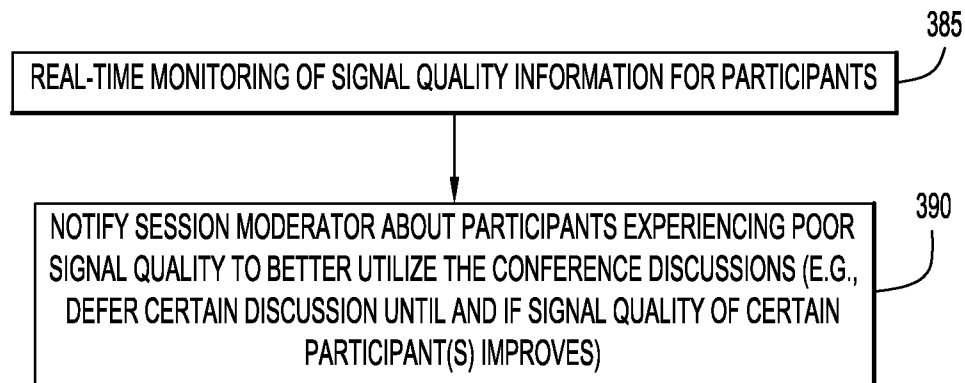 385
REAL-TIME MONITORING OF SIGNAL QUALITY INFORMATION FOR PARTICIPANTS
390
NOTIFY SESSION MODERATOR ABOUT PARTICIPANTS EXPERIENCING POOR
SIGNAL QUALITY TO BETTER UTILIZE THE CONFERENCE DISCUSSIONS (E.G.,
DEFER CERTAIN DISCUSSION UNTIL AND IF SIGNAL QUALITY OF CERTAIN
PARTICIPANT(S) IMPROVES)